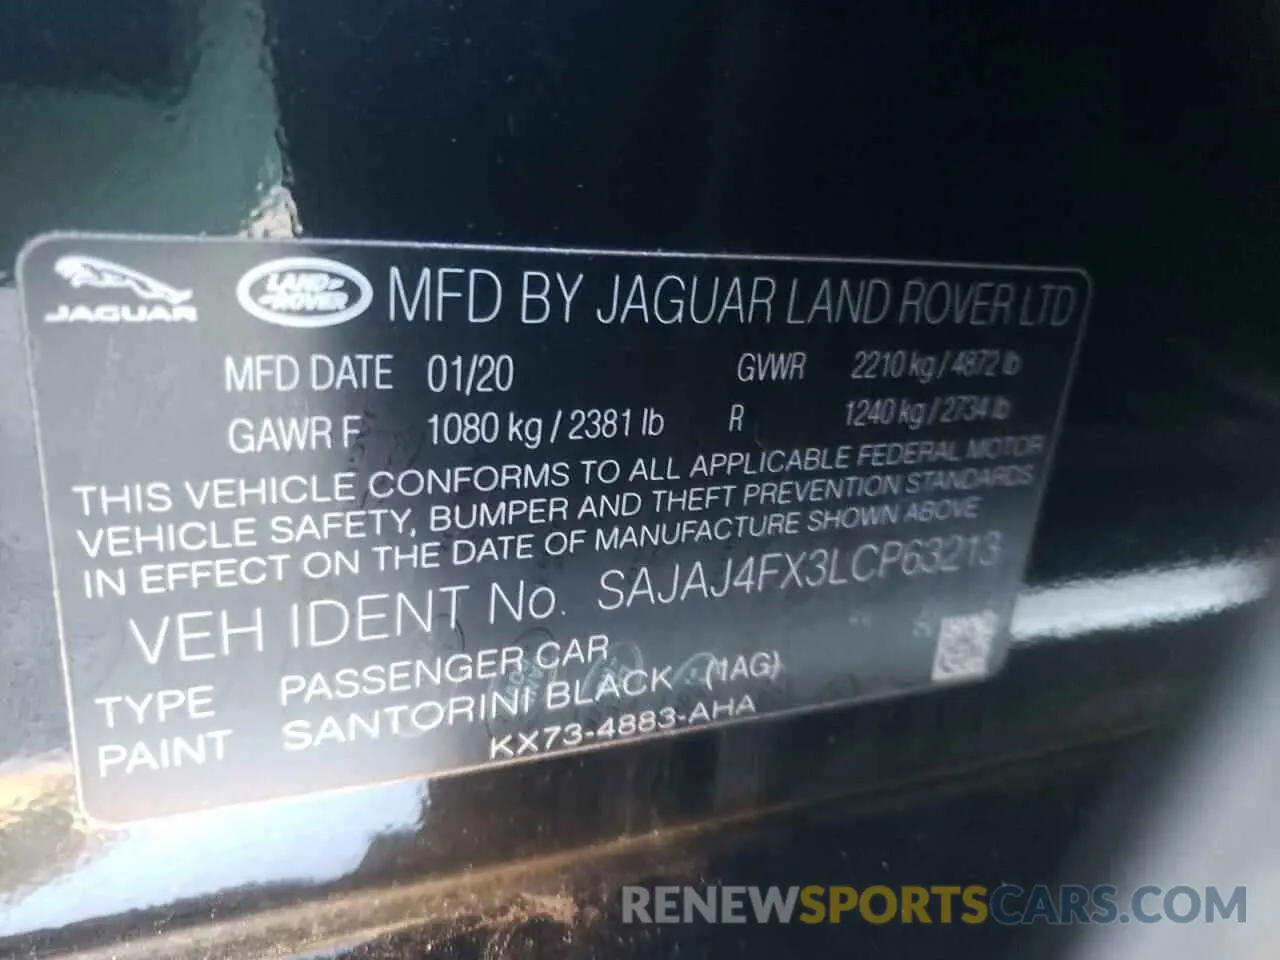 JAGUAR LAND ROVER MFD BY JAGUAR LAND ROVER LTD
MFD DATE 01/20 GVWR 2210 kg / 4872 lb
GAWR F 1080 kg / 2381 lb R 1240 kg / 2734 lb
THIS VEHICLE CONFORMS TO ALL APPLICABLE FEDERAL MOTOR
VEHICLE SAFETY, BUMPER AND THEFT PREVENTION STANDARDS
IN EFFECT ON THE DATE OF MANUFACTURE SHOWN ABOVE
VEH IDENT No. SAJAJ4FX3LCP63213
TYPE PASSENGER CAR
PAINT SANTORINI BLACK (1AG)
KX73-4883-AHA
RENEWSPORTSCARS.COM